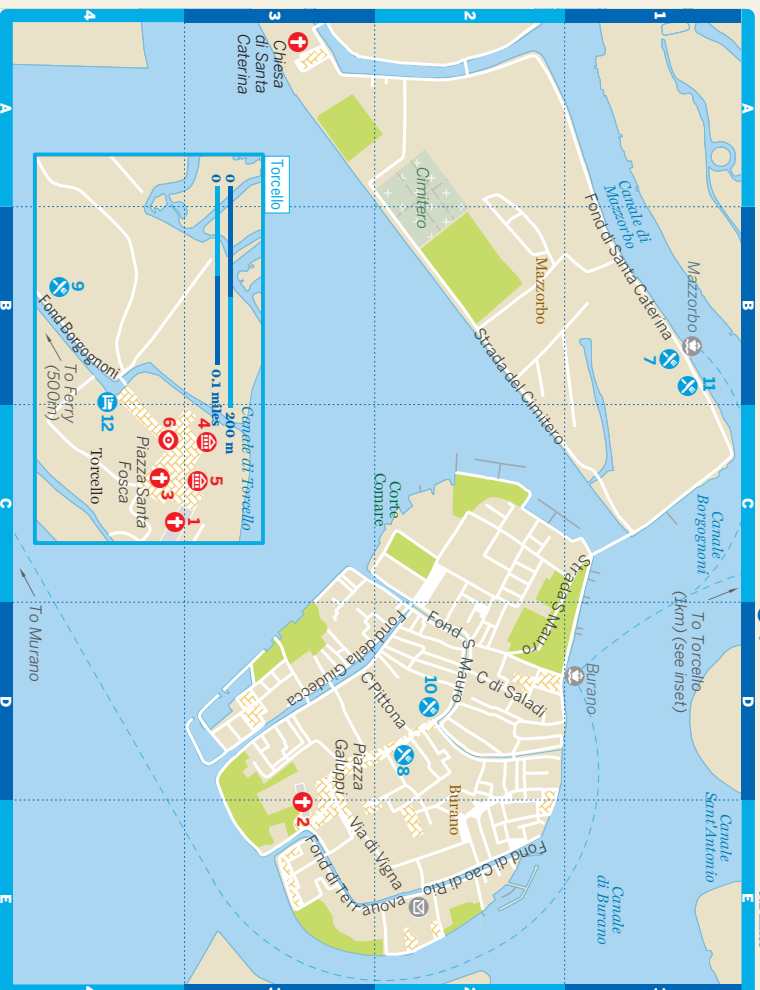 1
2
3
4
A
B
C
D
E
Canale di
Mazzorbo
Mazzorbo
11
7
Fond di Santa Caterina
Mazzorbo
Cimitero
Strada del Cimitero
Chiesa
di Santa
Caterina
Canale
Borgognoni
To Torcello
(1km) (see inset)
Canale
Sant'Antonio
Canale
di Burano
Burano
Strada S Mauro
Corte
Comare
Fond S Mauro
C di Saladi
Fond della Giudecca
C Pittona
10
8
Piazza
Galuppi
Burano
2
Via di Vigna
Fond di Cao di Rio
Fond di Terranova
To Murano
Torcello
0
200 m
0
0.1 miles
Canale di Torcello
4
5
6
3
1
12
9
Piazza Santa
Fosca
Torcello
Fond Borgognoni
To Ferry
(500m)
A
B
C
D
E
3